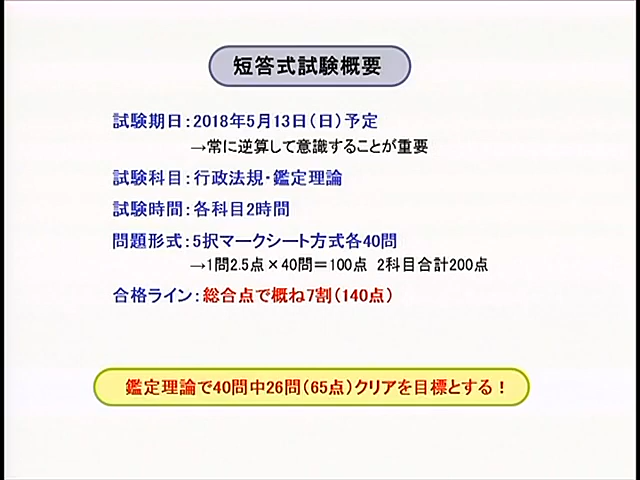 短答式試験概要
試験期日：2018年5月13日（日）予定
→常に逆算して意識することが重要
試験科目：行政法規・鑑定理論
試験時間：各科目2時間
問題形式：5択マークシート方式各40問
→1問2.5点×40問＝100点 2科目合計200点
合格ライン：総合点で概ね7割（140点）
鑑定理論で40問中26問（65点）クリアを目標とする！